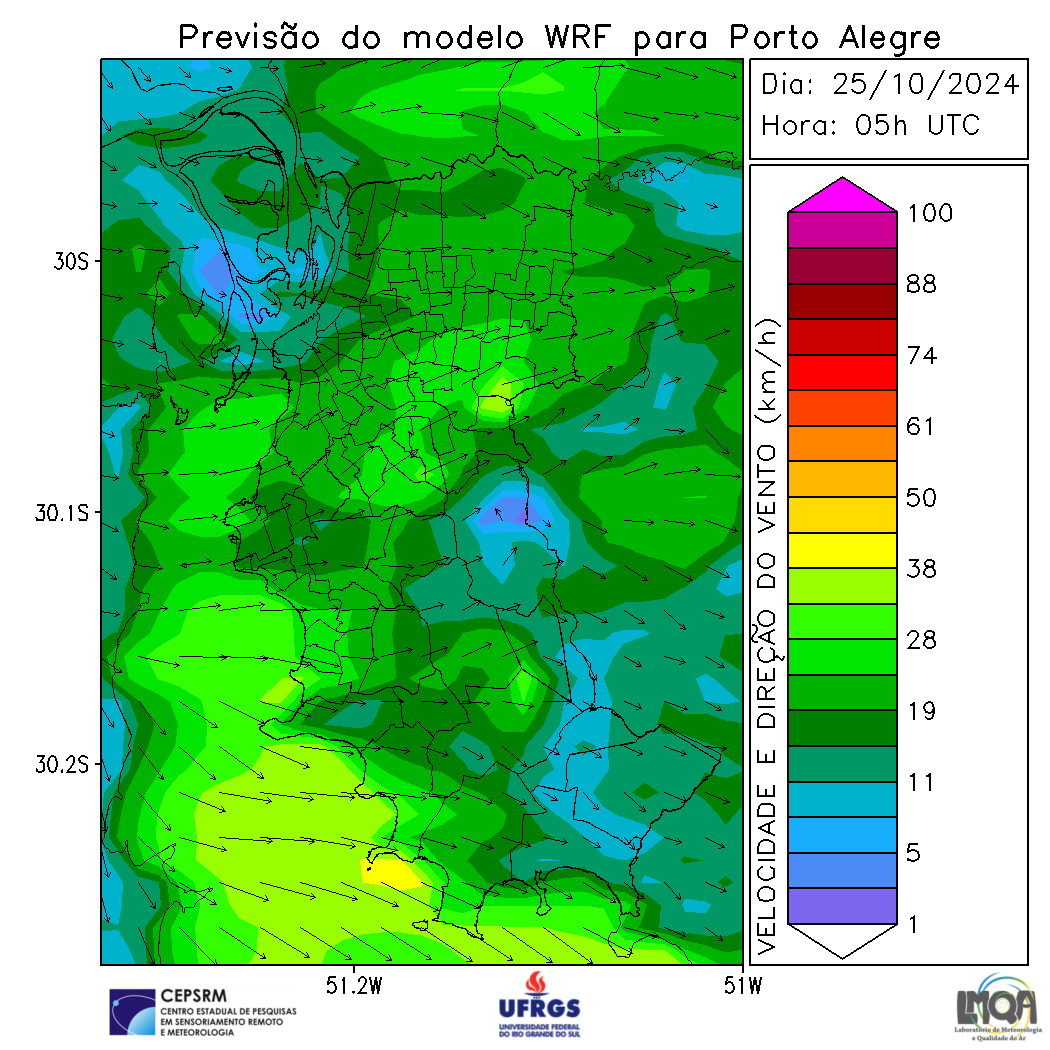 Previsão do modelo WRF para Porto Alegre
Dia: 25/10/2024
Hora: 05h UTC
30S
30.1S
30.2S
51.2W
51W
VELOCIDADE E DIREÇÃO DO VENTO (km/h)
100
88
74
61
50
38
28
19
11
5
1
CEPSRM
CENTRO ESTADUAL DE PESQUISAS
EM SENSORIAMENTO REMOTO
E METEOROLOGIA
UFRGS
UNIVERSIDADE FEDERAL
DO RIO GRANDE DO SUL
LMQA
Laboratório de Meteorologia
e Qualidade do Ar